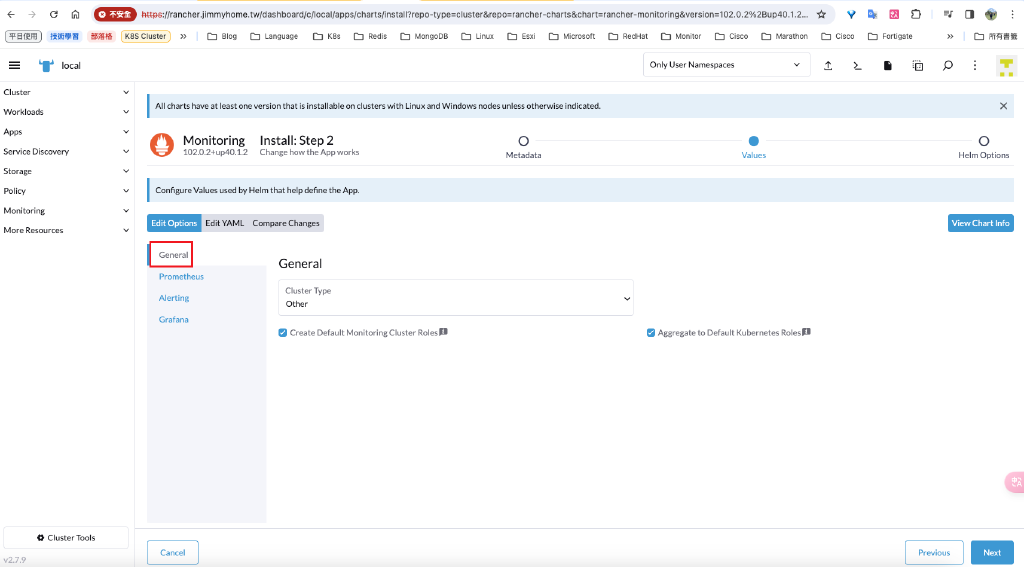 不安全 https://rancher.jimmyhome.tw/dashboard/c/local/apps/charts/install?repo-type=cluster&repo=rancher-charts&chart=rancher-monitoring&version=102.0.2%2Bup40.1.2...
平日使用 技術學習 部落格 K8S Cluster » Blog Language K8s Redis MongoDB Linux Esxi Microsoft RedHat Monitor Cisco Marathon Cisco Fortigate » 所有書籤
local Only User Namespaces
Cluster
Workloads
Apps
Service Discovery
Storage
Policy
Monitoring
More Resources
Cluster Tools
v2.7.9
All charts have at least one version that is installable on clusters with Linux and Windows nodes unless otherwise indicated.
Monitoring Install: Step 2
102.0.2+up40.1.2 Change how the App works
Metadata Values Helm Options
Configure Values used by Helm that help define the App.
Edit Options Edit YAML Compare Changes View Chart Info
General
Prometheus
Alerting
Grafana
General
Cluster Type
Other
Create Default Monitoring Cluster Roles Aggregate to Default Kubernetes Roles
Cancel Previous Next